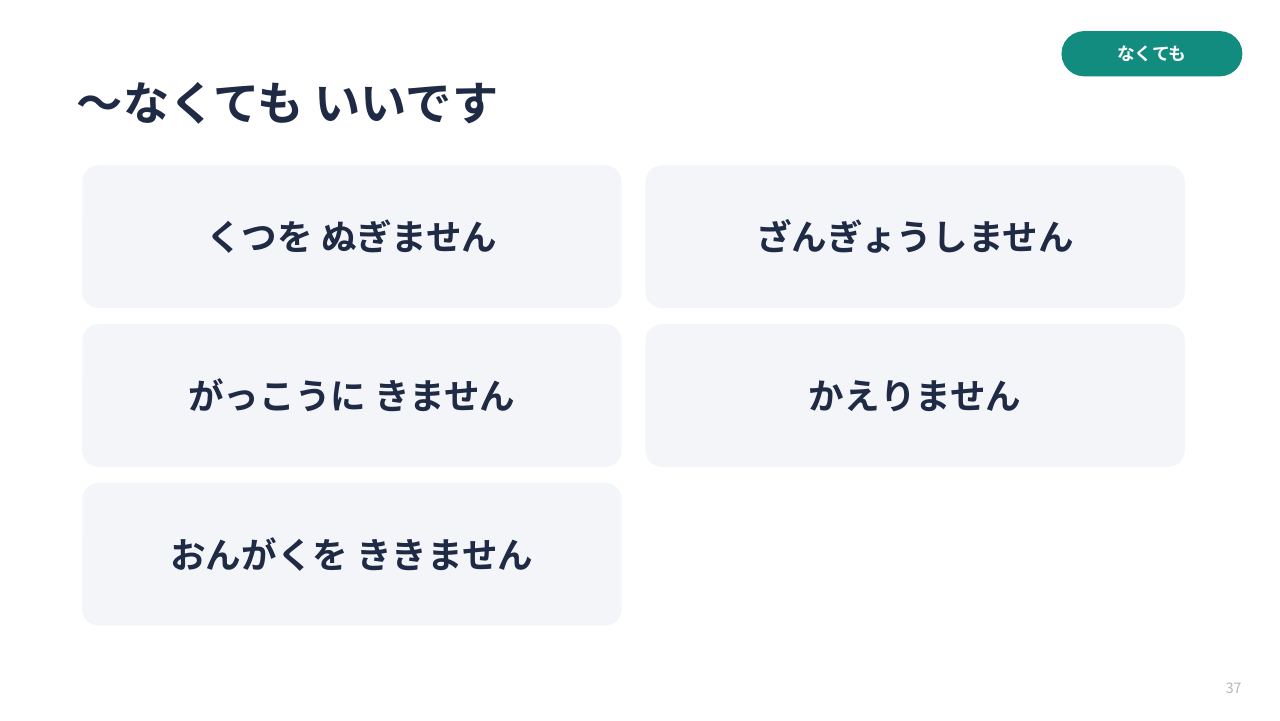 なくても
～なくても いいです
くつを ぬぎません
ざんぎょうしません
がっこうに きません
かえりません
おんがくを ききません
37